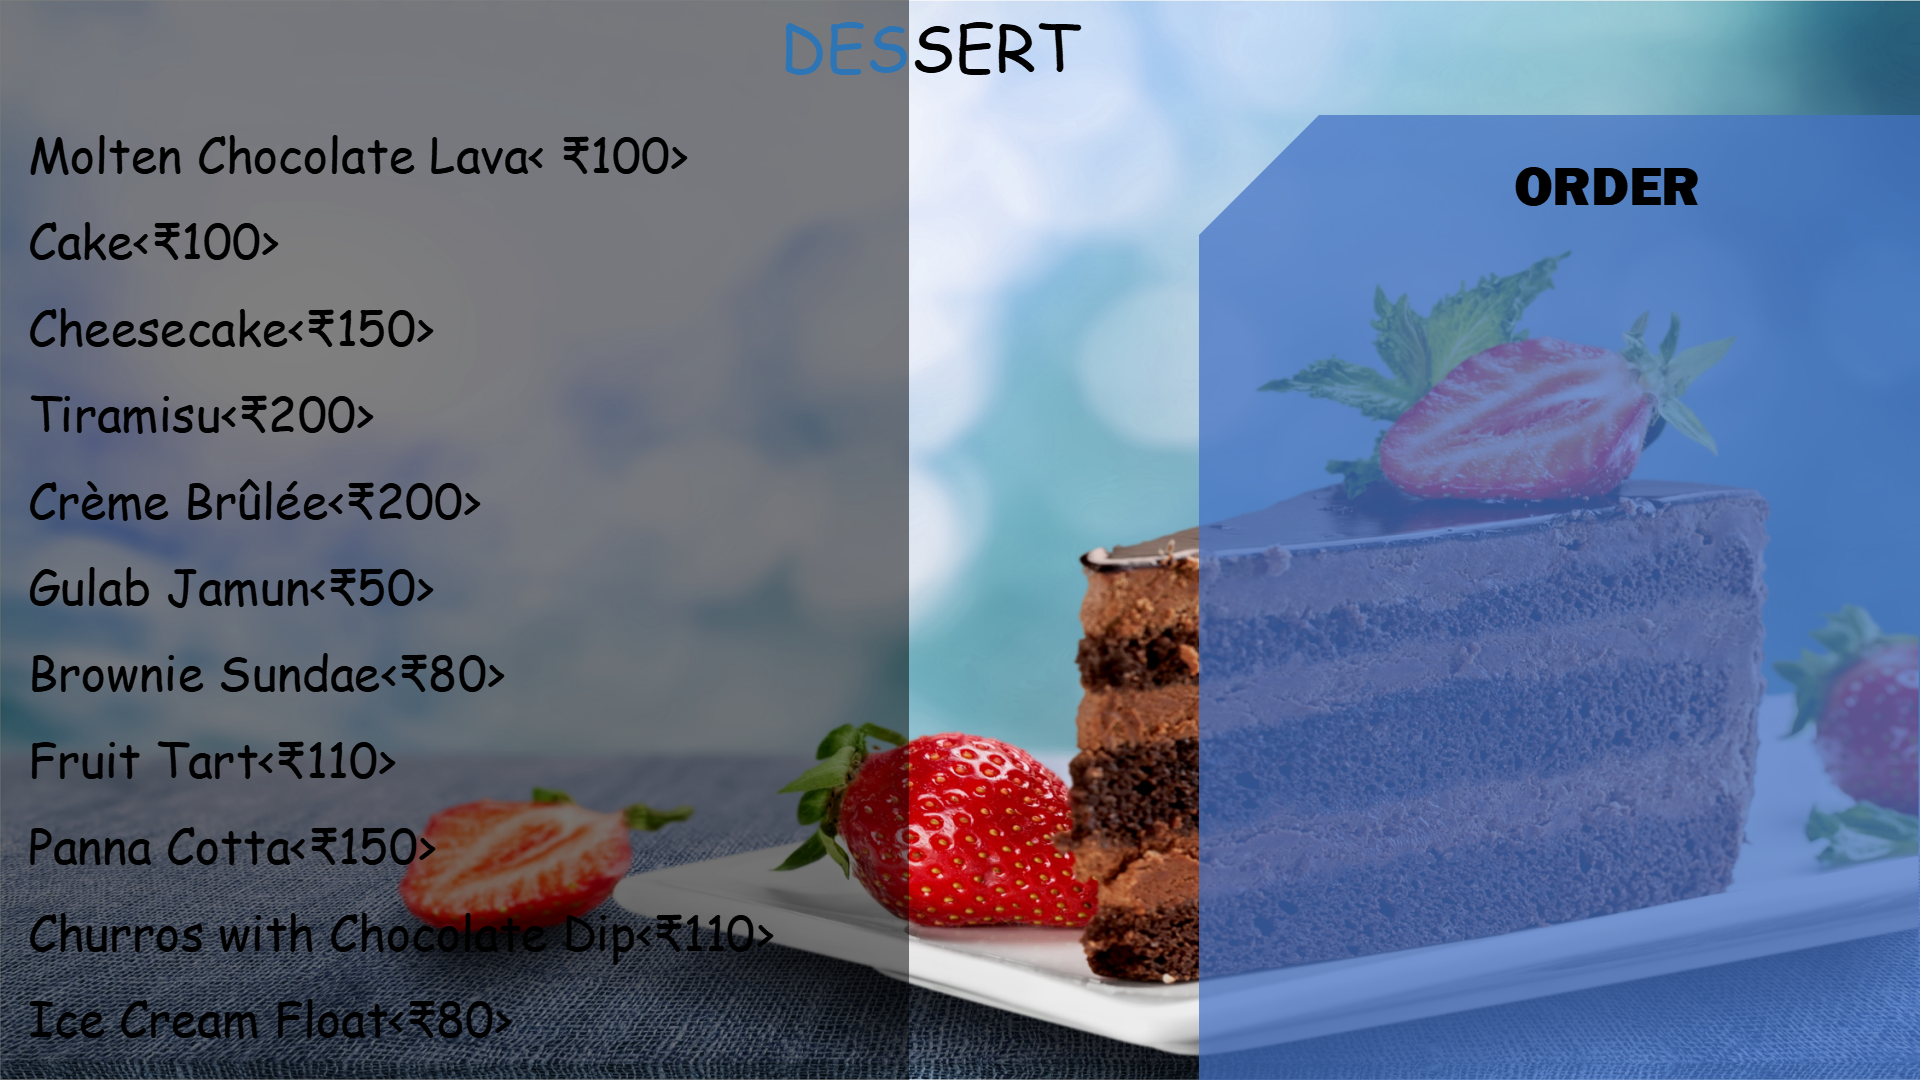 DESSERT
Molten Chocolate Lava< ₹100>
Cake<₹100>
Cheesecake<₹150>
Tiramisu<₹200>
Crème Brûlée<₹200>
Gulab Jamun<₹50>
Brownie Sundae<₹80>
Fruit Tart<₹110>
Panna Cotta<₹150>
Churros with Chocolate Dip<₹110>
Ice Cream Float<₹80>
ORDER